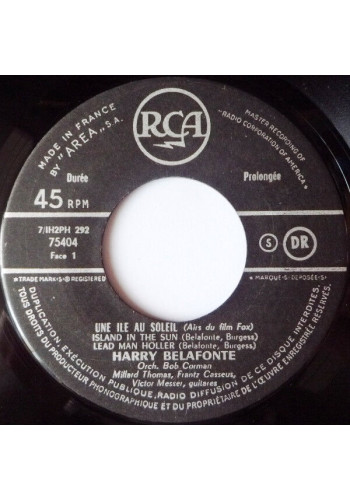 MADE IN FRANCE
BY "AREA", S.A.
RCA
MASTER RECORDING OF
"RADIO CORPORATION OF AMERICA"
Durée
Prolongée
45 RPM
7/IH2PH 292
75404
Face 1
S
DR
TRADE MARK-S-® REGISTERED
MARQUE-S-DEPOSÉE-S
UNE ILE AU SOLEIL (Airs du film Fox)
ISLAND IN THE SUN (Belafonte, Burgess)
LEAD MAN HOLLER (Belafonte, Burgess)
HARRY BELAFONTE
Orch. Bob Corman
Millard Thomas, Frantz Casseus,
Victor Messer, guitares
DUPLICATION, EXÉCUTION PUBLIQUE, RADIO DIFFUSION DE CE DISQUE INTERDITES.
TOUS DROITS DU PRODUCTEUR PHONOGRAPHIQUE ET DU PROPRIÉTAIRE DE L'ŒUVRE ENREGISTRÉE RÉSERVÉS